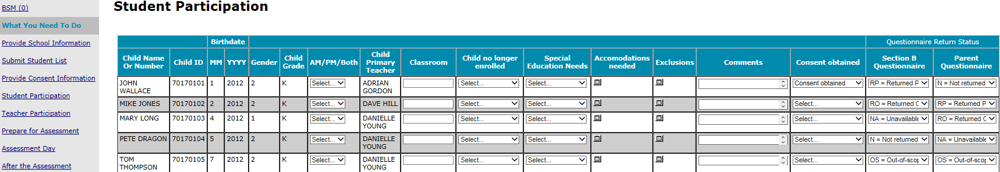 BSM (0)
What You Need To Do
Provide School Information
Submit Student List
Provide Consent Information
Student Participation
Teacher Participation
Prepare for Assessment
Assessment Day
After the Assessment
Student Participation
Birthdate Questionnaire Return Status
Child Name Or Number Child ID MM YYYY Gender Child Grade AM/PM/Both Child Primary Teacher Classroom Child no longer enrolled Special Education Needs Accomodations needed Exclusions Comments Consent obtained Section B Questionnaire Parent Questionnaire
JOHN WALLACE 70170101 1 2012 2 K Select... ADRIAN GORDON Select... Select... Consent obtained RP = Returned P N = Not returned
MIKE JONES 70170102 2 2012 2 K Select... DAVE HILL Select... Select... Select... RO = Returned C RP = Returned P
MARY LONG 70170103 4 2012 1 K Select... DANIELLE YOUNG Select... Select... Select... NA = Unavailable RO = Returned C
PETE DRAGON 70170104 5 2012 2 K Select... DANIELLE YOUNG Select... Select... Select... N = Not returned NA = Unavailable
TOM THOMPSON 70170105 7 2012 2 K Select... DANIELLE YOUNG Select... Select... Select... OS = Out-of-scop OS = Out-of-scop